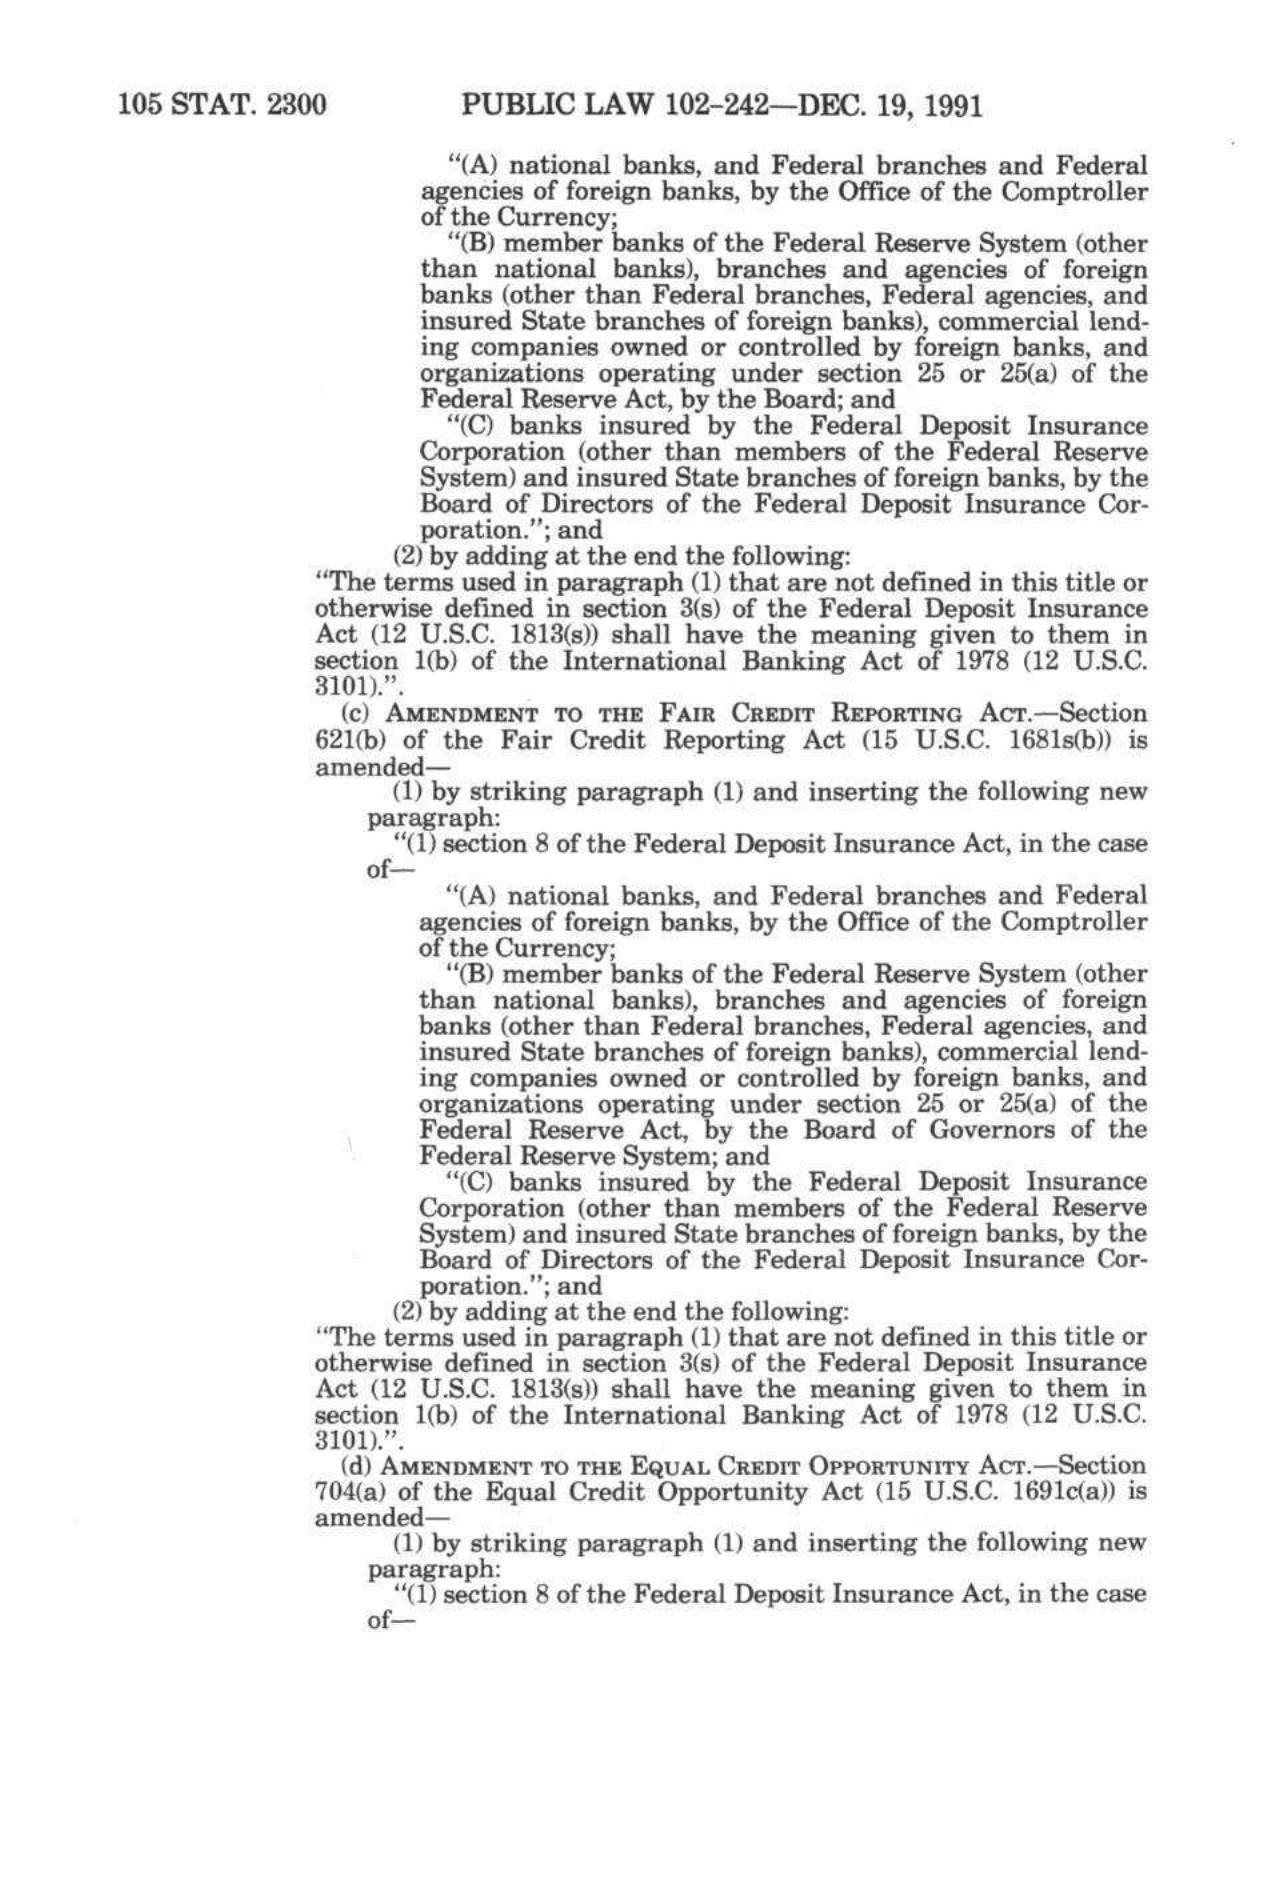 105 STAT. 2300 PUBLIC LAW 102-242—DEC. 19, 1991
“(A) national banks, and Federal branches and Federal
agencies of foreign banks, by the Office of the Comptroller
of the Currency;
“(B) member banks of the Federal Reserve System (other
than national banks), branches and agencies of foreign
banks (other than Federal branches, Federal agencies, and
insured State branches of foreign banks), commercial lend-
ing companies owned or controlled by foreign banks, and
organizations operating under section 25 or 25(a) of the
Federal Reserve Act, by the Board; and
“(C) banks insured by the Federal Deposit Insurance
Corporation (other than members of the Federal Reserve
System) and insured State branches of foreign banks, by the
Board of Directors of the Federal Deposit Insurance Cor-
poration.”; and
(2) by adding at the end the following:
“The terms used in paragraph (1) that are not defined in this title or
otherwise defined in section 3(s) of the Federal Deposit Insurance
Act (12 U.S.C. 1813(s)) shall have the meaning given to them in
section 1(b) of the International Banking Act of 1978 (12 U.S.C.
3101).”.
(c) AMENDMENT TO THE FAIR CREDIT REPORTING ACT.—Section
621(b) of the Fair Credit Reporting Act (15 U.S.C. 1681s(b)) is
amended—
(1) by striking paragraph (1) and inserting the following new
paragraph:
“(1) section 8 of the Federal Deposit Insurance Act, in the case
of—
“(A) national banks, and Federal branches and Federal
agencies of foreign banks, by the Office of the Comptroller
of the Currency;
“(B) member banks of the Federal Reserve System (other
than national banks), branches and agencies of foreign
banks (other than Federal branches, Federal agencies, and
insured State branches of foreign banks), commercial lend-
ing companies owned or controlled by foreign banks, and
organizations operating under section 25 or 25(a) of the
Federal Reserve Act, by the Board of Governors of the
Federal Reserve System; and
“(C) banks insured by the Federal Deposit Insurance
Corporation (other than members of the Federal Reserve
System) and insured State branches of foreign banks, by the
Board of Directors of the Federal Deposit Insurance Cor-
poration.”; and
(2) by adding at the end the following:
“The terms used in paragraph (1) that are not defined in this title or
otherwise defined in section 3(s) of the Federal Deposit Insurance
Act (12 U.S.C. 1813(s)) shall have the meaning given to them in
section 1(b) of the International Banking Act of 1978 (12 U.S.C.
3101).”.
(d) AMENDMENT TO THE EQUAL CREDIT OPPORTUNITY ACT.—Section
704(a) of the Equal Credit Opportunity Act (15 U.S.C. 1691c(a)) is
amended—
(1) by striking paragraph (1) and inserting the following new
paragraph:
“(1) section 8 of the Federal Deposit Insurance Act, in the case
of—